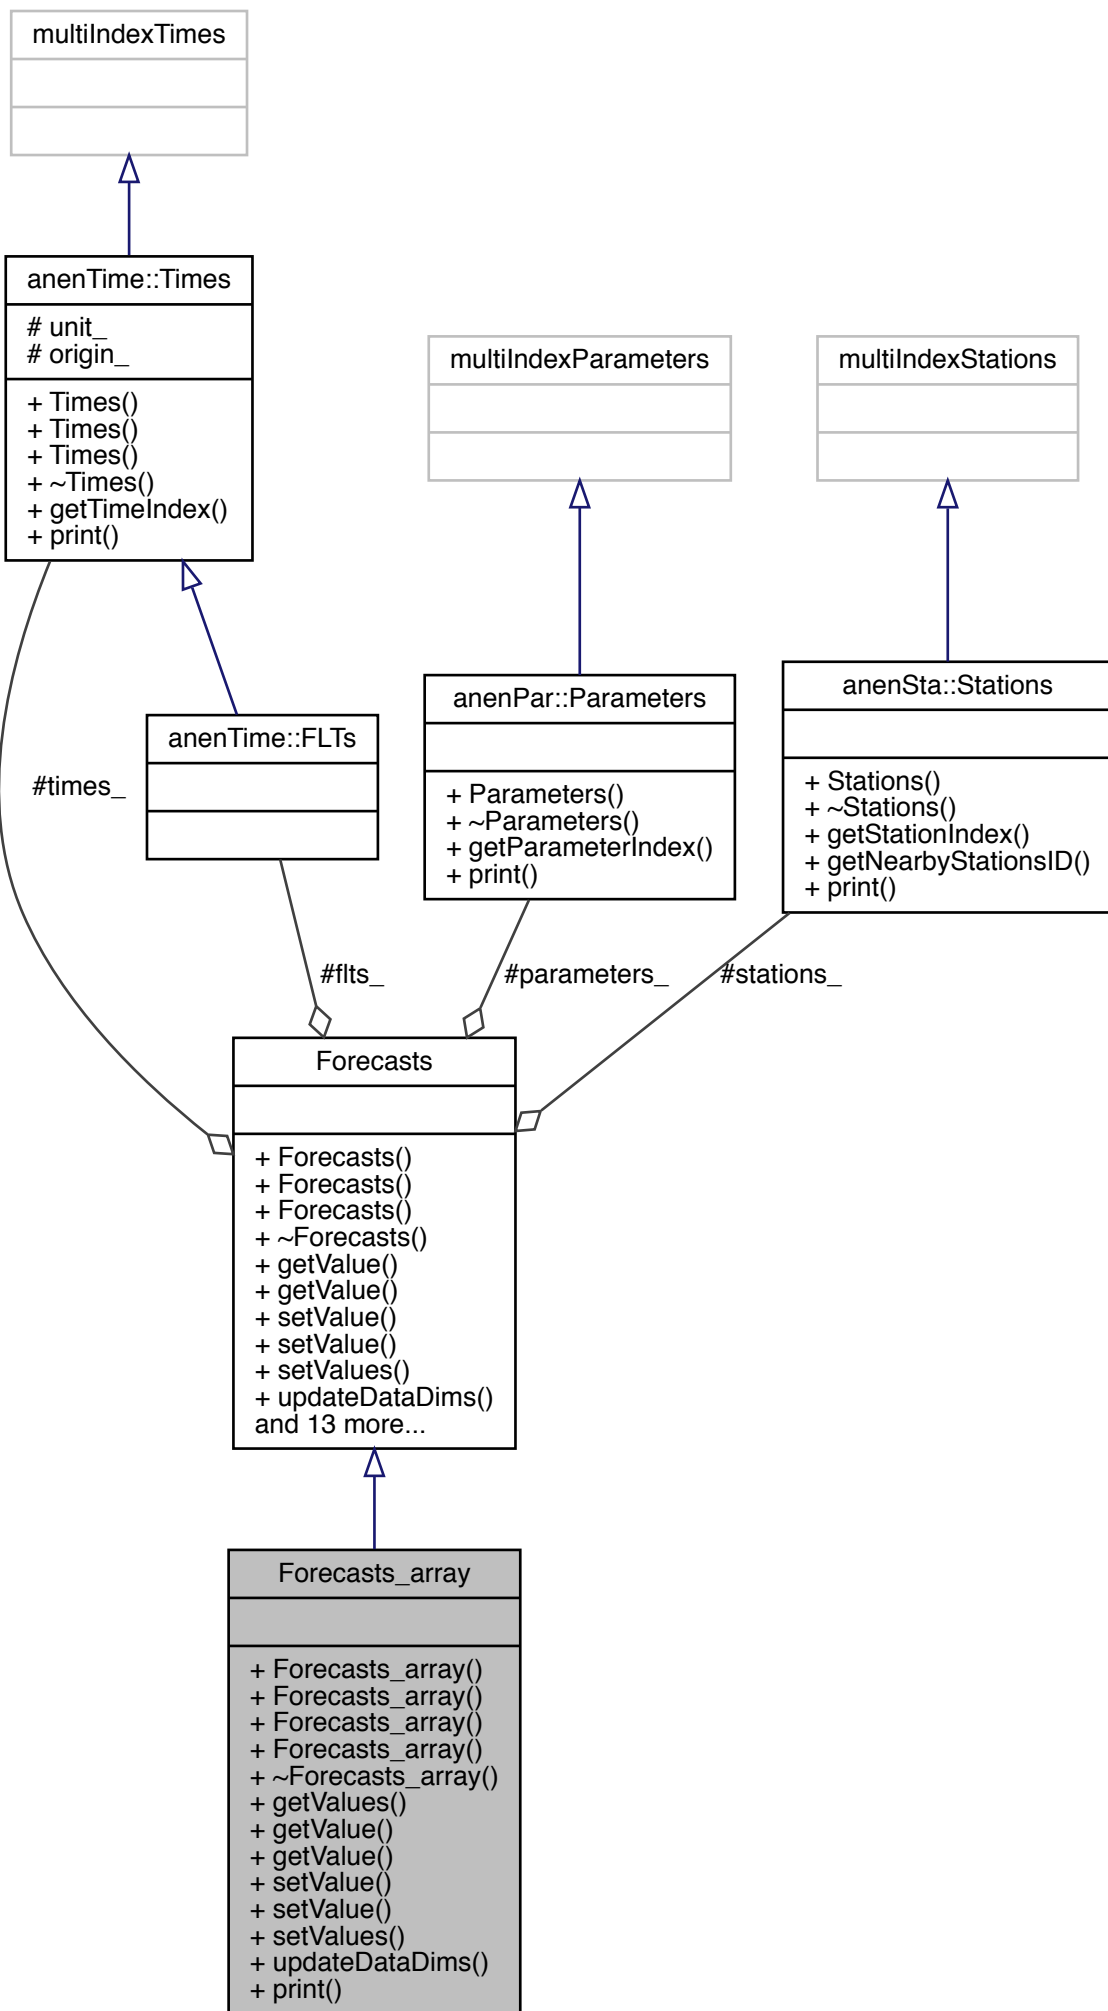 multiIndexTimes
anenTime::Times
# unit_
# origin_
+ Times()
+ Times()
+ Times()
+ ~Times()
+ getTimeIndex()
+ print()
multiIndexParameters
multiIndexStations
anenPar::Parameters
+ Parameters()
+ ~Parameters()
+ getParameterIndex()
+ print()
anenSta::Stations
+ Stations()
+ ~Stations()
+ getStationIndex()
+ getNearbyStationsID()
+ print()
anenTime::FLTs
#times_
#flts_
#parameters_
#stations_
Forecasts
+ Forecasts()
+ Forecasts()
+ Forecasts()
+ ~Forecasts()
+ getValue()
+ getValue()
+ setValue()
+ setValue()
+ setValues()
+ updateDataDims()
and 13 more...
Forecasts_array
+ Forecasts_array()
+ Forecasts_array()
+ Forecasts_array()
+ Forecasts_array()
+ ~Forecasts_array()
+ getValues()
+ getValue()
+ getValue()
+ setValue()
+ setValue()
+ setValues()
+ updateDataDims()
+ print()